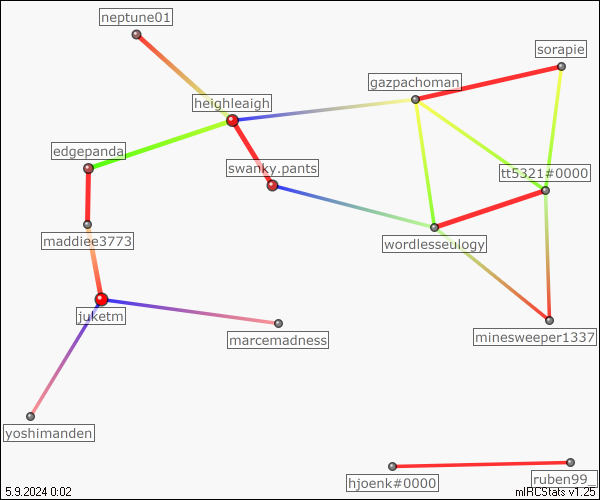 neptune01
sorapie
gazpachoman
heighleaigh
edgepanda
swanky.pants
tt5321#0000
maddiee3773
wordlesseulogy
juketm
marcemadness
minesweeper1337
yoshimanden
hjoenk#0000
ruben99_
5.9.2024 0:02
mIRCStats v1.25